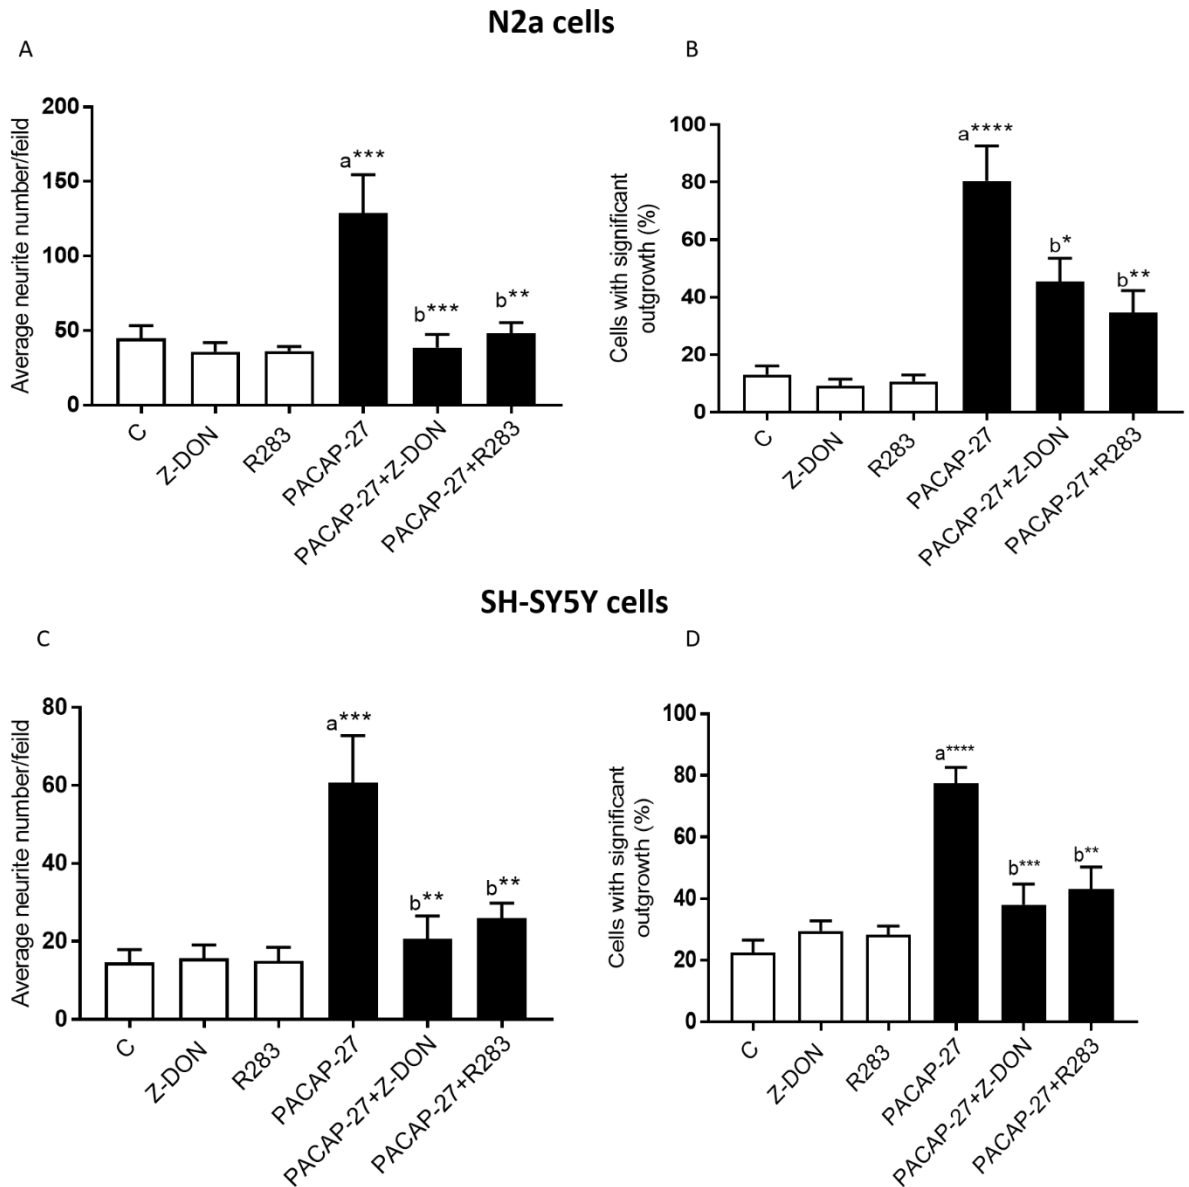 N2a cells
A
Average neurite number/feild
200
150
100
50
0
a***
b***
b**
C
Z-DON
R283
PACAP-27
PACAP-27+Z-DON
PACAP-27+R283
B
Cells with significant
outgrowth (%)
100
80
60
40
20
0
a****
b*
b**
C
Z-DON
R283
PACAP-27
PACAP-27+Z-DON
PACAP-27+R283
SH-SY5Y cells
C
Average neurite number/feild
80
60
40
20
0
a***
b**
b**
C
Z-DON
R283
PACAP-27
PACAP-27+Z-DON
PACAP-27+R283
D
Cells with significant
outgrowth (%)
100
80
60
40
20
0
a****
b***
b**
C
Z-DON
R283
PACAP-27
PACAP-27+Z-DON
PACAP-27+R283